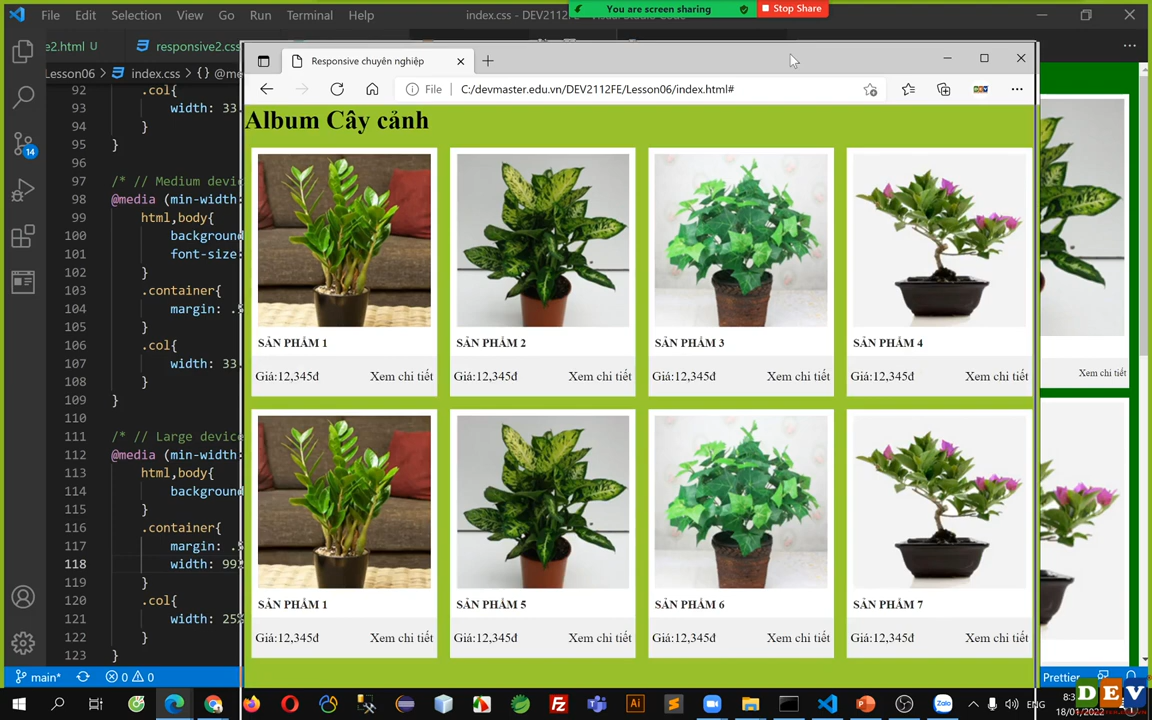 You are screen sharing
Stop Share
File Edit Selection View Go Run Terminal Help
index.css - DEV2112FE
e2.html U
responsive2.css
Lesson06 > index.css > {} @me
Responsive chuyên nghiệp
File C:/devmaster.edu.vn/DEV2112FE/Lesson06/index.html#
Album Cây cảnh
SẢN PHẨM 1
SẢN PHẨM 2
SẢN PHẨM 3
SẢN PHẨM 4
Giá:12,345đ Xem chi tiết
Giá:12,345đ Xem chi tiết
Giá:12,345đ Xem chi tiết
Giá:12,345đ Xem chi tiết
SẢN PHẨM 1
SẢN PHẨM 5
SẢN PHẨM 6
SẢN PHẨM 7
Giá:12,345đ Xem chi tiết
Giá:12,345đ Xem chi tiết
Giá:12,345đ Xem chi tiết
Giá:12,345đ Xem chi tiết
Xem chi tiết
92 .col{
93 width: 33.
94 }
95 }
96
97 /* // Medium devic
98 @media (min-width:
99 html,body{
100 background
101 font-size:
102 }
103 .container{
104 margin: .5
105 }
106 .col{
107 width: 33.
108 }
109 }
110
111 /* // Large device
112 @media (min-width:
113 html,body{
114 background
115 }
116 .container{
117 margin: .5
118 width: 99%
119 }
120 .col{
121 width: 25%
122 }
123 }
14
main* 0 0
Prettier
ENG
18/01/2022
DEV